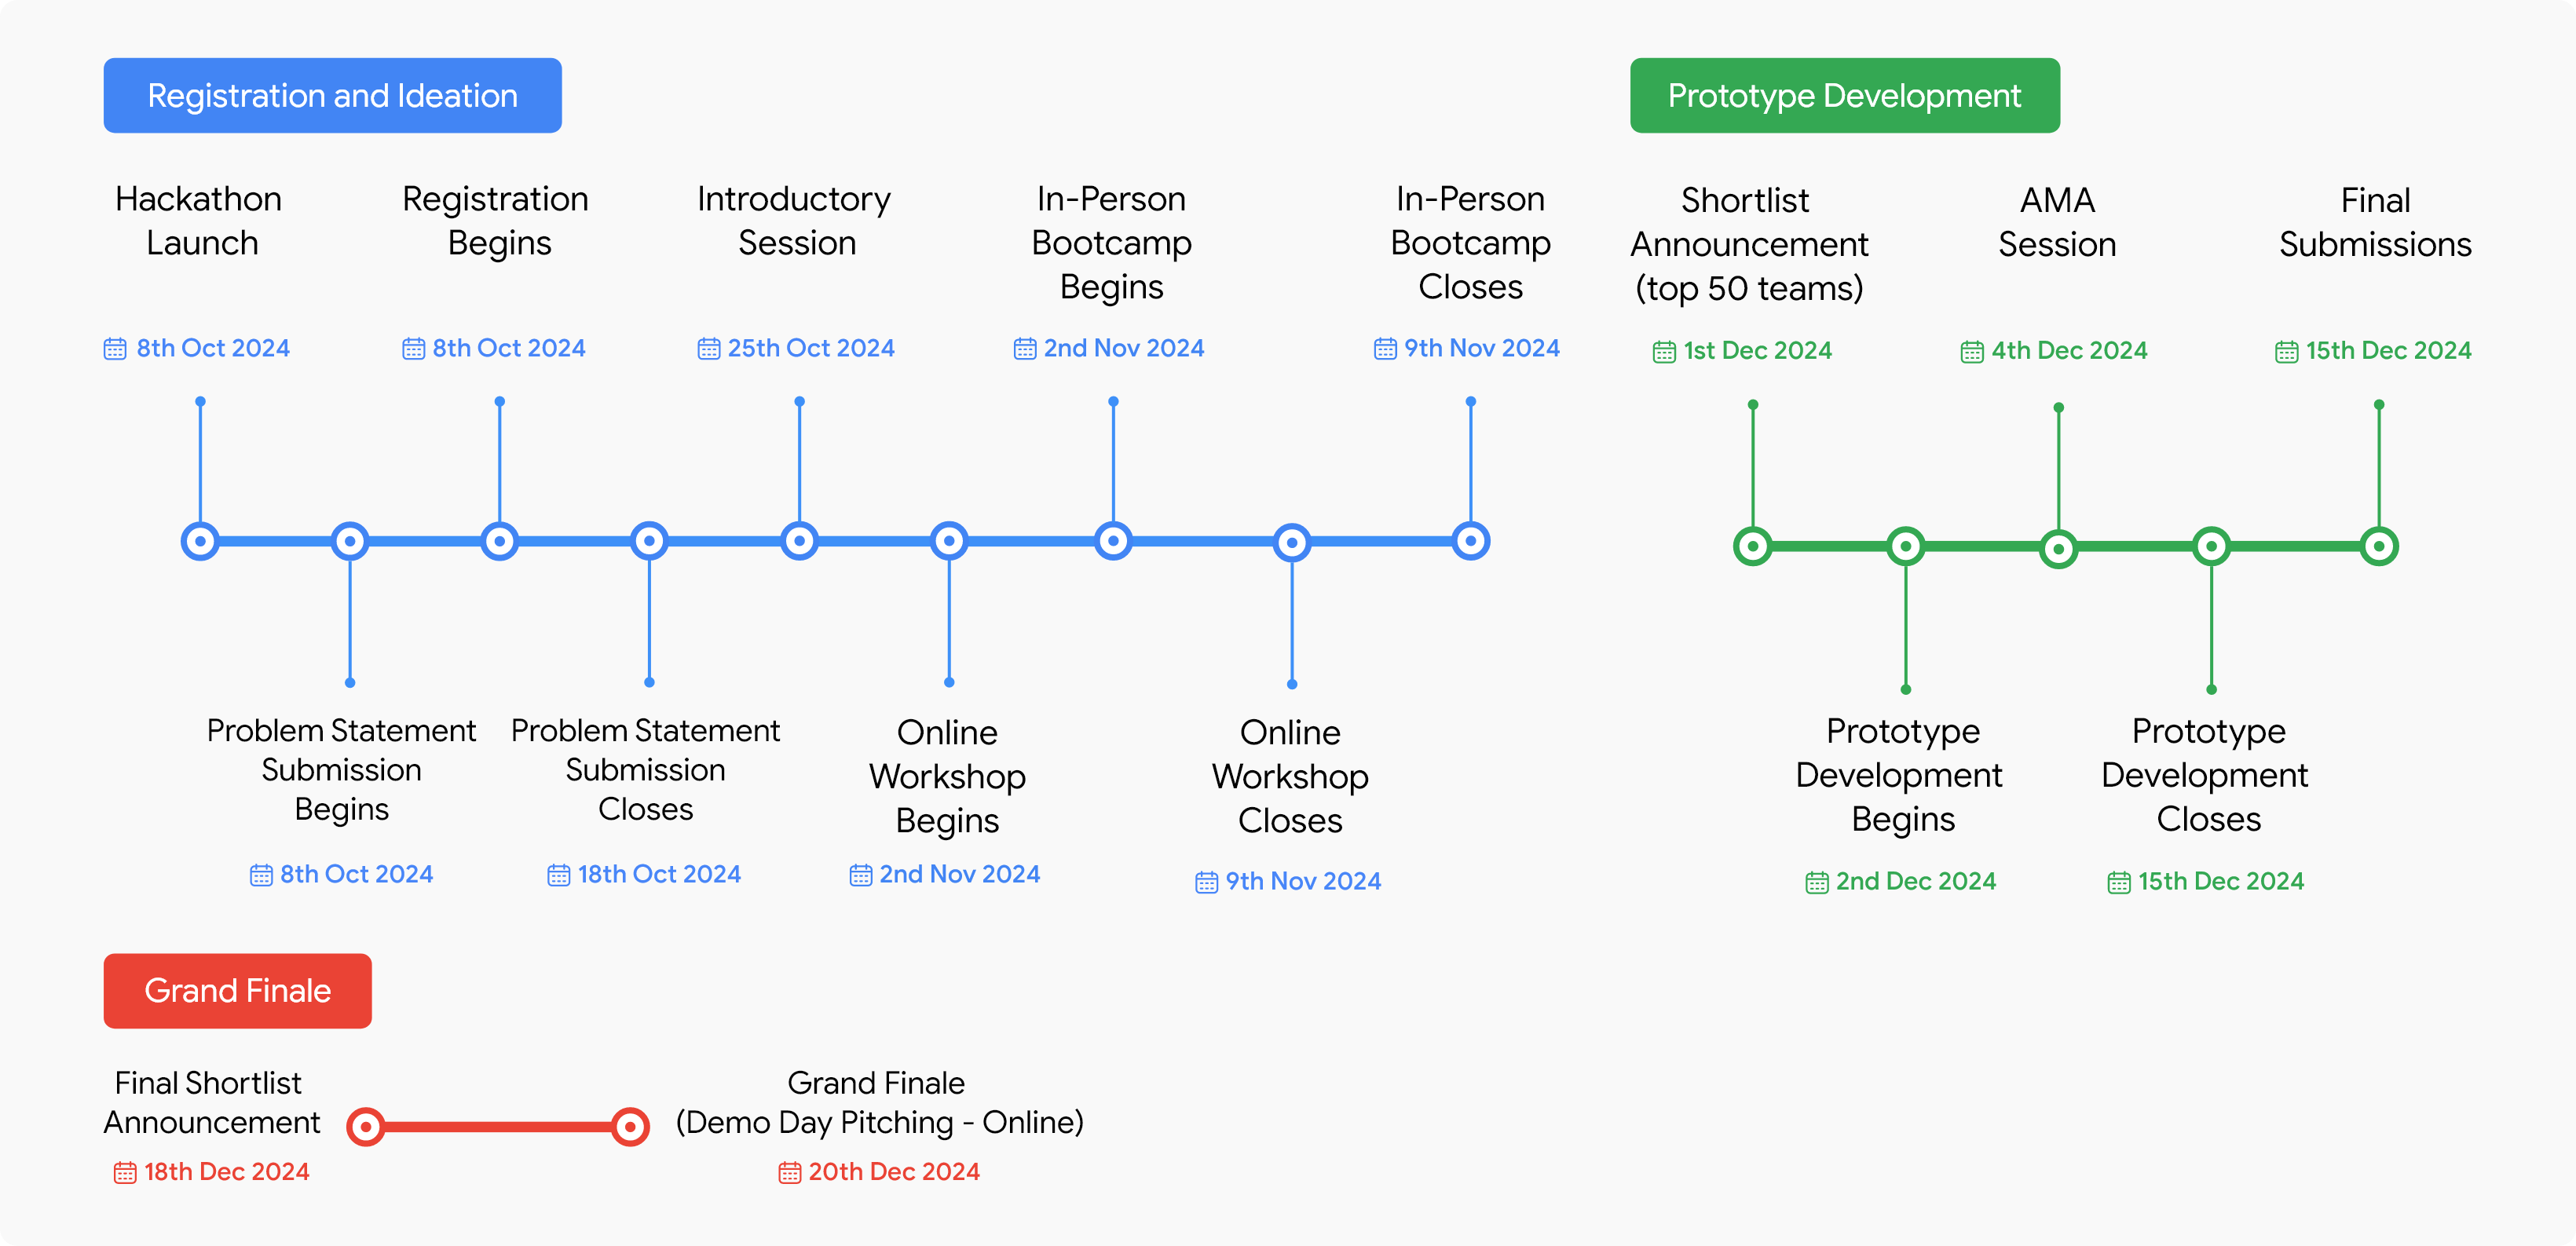 Registration and Ideation
Hackathon
Launch
8th Oct 2024
Registration
Begins
8th Oct 2024
Introductory
Session
25th Oct 2024
In-Person
Bootcamp
Begins
2nd Nov 2024
In-Person
Bootcamp
Closes
9th Nov 2024
Problem Statement
Submission
Begins
8th Oct 2024
Problem Statement
Submission
Closes
18th Oct 2024
Online
Workshop
Begins
2nd Nov 2024
Online
Workshop
Closes
9th Nov 2024
Prototype Development
Shortlist
Announcement
(top 50 teams)
1st Dec 2024
AMA
Session
4th Dec 2024
Final
Submissions
15th Dec 2024
Prototype
Development
Begins
2nd Dec 2024
Prototype
Development
Closes
15th Dec 2024
Grand Finale
Final Shortlist
Announcement
18th Dec 2024
Grand Finale
(Demo Day Pitching - Online)
20th Dec 2024